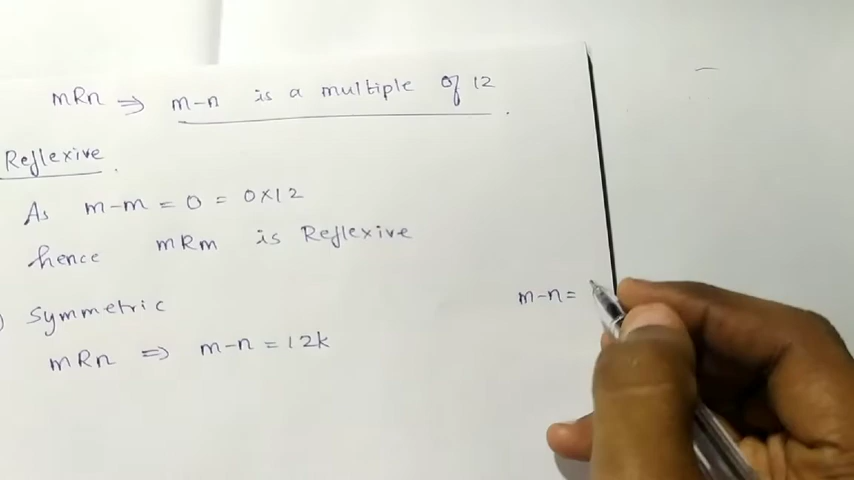 mRn ⇒ m-n is a multiple of 12.
Reflexive.
As m-m = 0 = 0×12
hence mRm is Reflexive
) Symmetric
m-n =
mRn ⇒ m-n = 12k